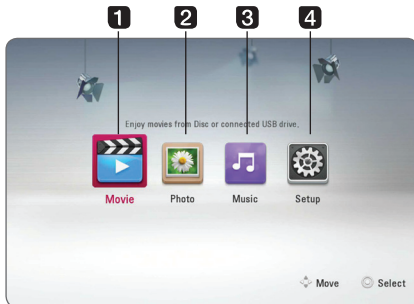 1 2 3 4
Enjoy movies from Disc or connected USB drive.
Movie Photo Music Setup
Move Select